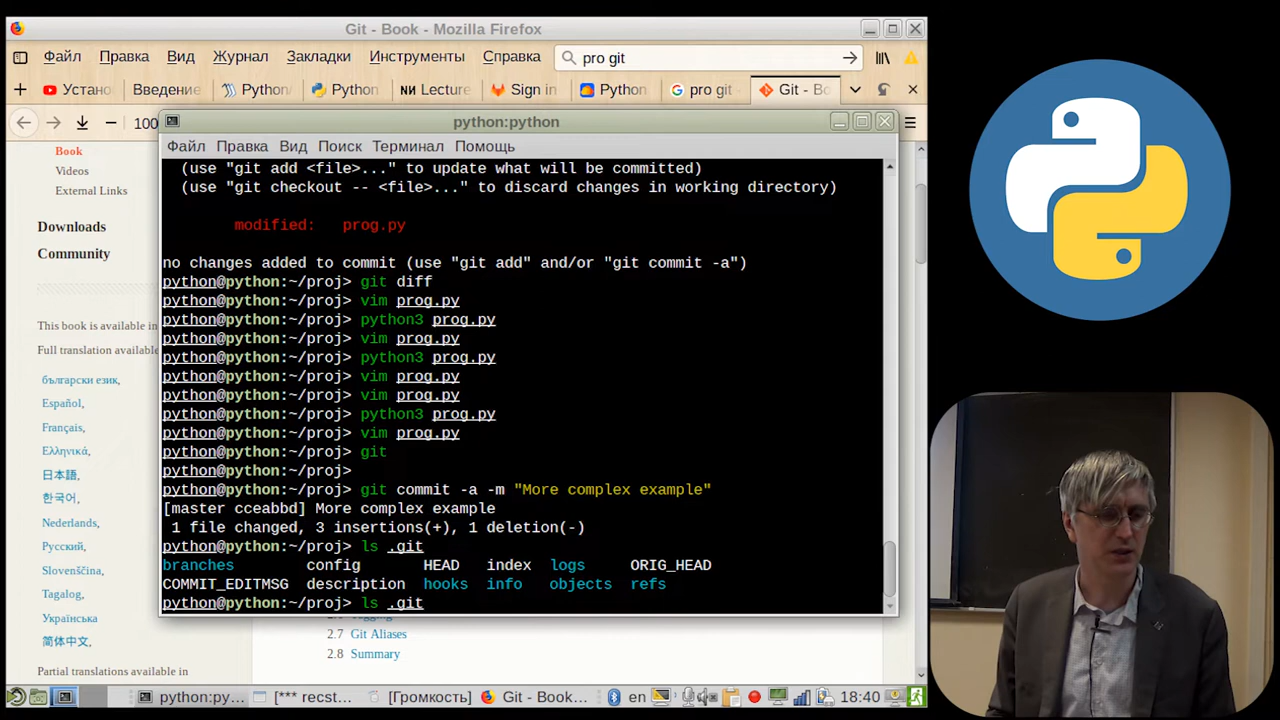 Git - Book - Mozilla Firefox
Файл Правка Вид Журнал Закладки Инструменты Справка pro git
Устано Введение Python/ Python Lecture Sign in Python pro git Git - Bo
100
python:python
Файл Правка Вид Поиск Терминал Помощь
Book
Videos
External Links
Downloads
Community
This book is available in
Full translation available
български език,
Español,
Français,
Ελληνικά,
日本語,
한국어,
Nederlands,
Русский,
Slovenščina,
Tagalog,
Українська
简体中文,
Partial translations available in
(use "git add <file>..." to update what will be committed)
(use "git checkout -- <file>..." to discard changes in working directory)
modified: prog.py
no changes added to commit (use "git add" and/or "git commit -a")
python@python:~/proj> git diff
python@python:~/proj> vim prog.py
python@python:~/proj> python3 prog.py
python@python:~/proj> vim prog.py
python@python:~/proj> python3 prog.py
python@python:~/proj> vim prog.py
python@python:~/proj> vim prog.py
python@python:~/proj> python3 prog.py
python@python:~/proj> vim prog.py
python@python:~/proj> git
python@python:~/proj>
python@python:~/proj> git commit -a -m "More complex example"
[master cceabbd] More complex example
1 file changed, 3 insertions(+), 1 deletion(-)
python@python:~/proj> ls .git
branches config HEAD index logs ORIG_HEAD
COMMIT_EDITMSG description hooks info objects refs
python@python:~/proj> ls .git
2.7 Git Aliases
2.8 Summary
python:py... [*** recst... [Громкость] Git - Book... en 18:40